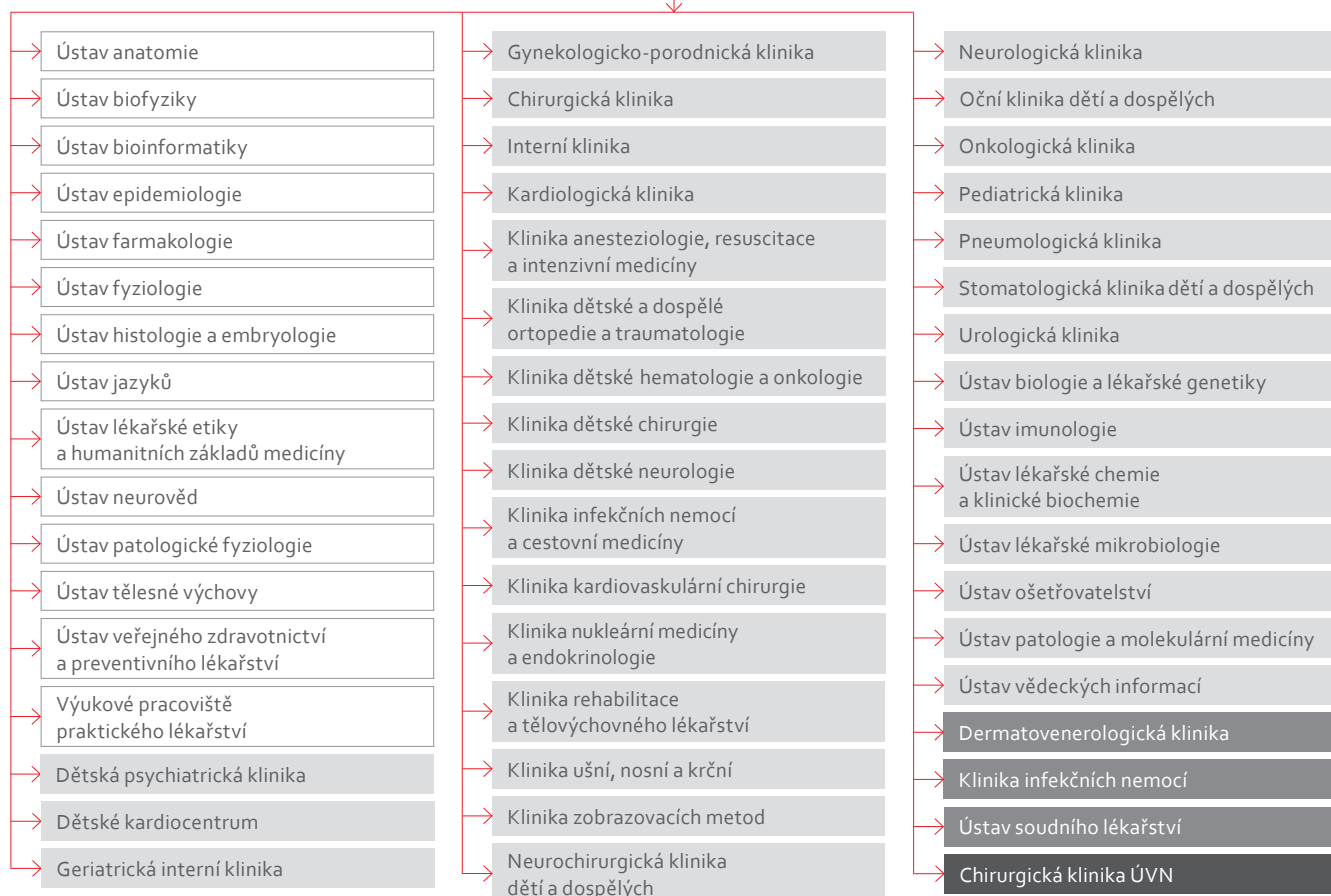 Ústav anatomie
Ústav biofyziky
Ústav bioinformatiky
Ústav epidemiologie
Ústav farmakologie
Ústav fyziologie
Ústav histologie a embryologie
Ústav jazyků
Ústav lékařské etiky
a humanitních základů medicíny
Ústav neurověd
Ústav patologické fyziologie
Ústav tělesné výchovy
Ústav veřejného zdravotnictví
a preventivního lékařství
Výukové pracoviště
praktického lékařství
Dětská psychiatrická klinika
Dětské kardiocentrum
Geriatrická interní klinika
Gynekologicko-porodnická klinika
Chirurgická klinika
Interní klinika
Kardiologická klinika
Klinika anesteziologie, resuscitace
a intenzivní medicíny
Klinika dětské a dospělé
ortopedie a traumatologie
Klinika dětské hematologie a onkologie
Klinika dětské chirurgie
Klinika dětské neurologie
Klinika infekčních nemocí
a cestovní medicíny
Klinika kardiovaskulární chirurgie
Klinika nukleární medicíny
a endokrinologie
Klinika rehabilitace
a tělovýchovného lékařství
Klinika ušní, nosní a krční
Klinika zobrazovacích metod
Neurochirurgická klinika
dětí a dospělých
Neurologická klinika
Oční klinika dětí a dospělých
Onkologická klinika
Pediatrická klinika
Pneumologická klinika
Stomatologická klinika dětí a dospělých
Urologická klinika
Ústav biologie a lékařské genetiky
Ústav imunologie
Ústav lékařské chemie
a klinické biochemie
Ústav lékařské mikrobiologie
Ústav ošetřovatelství
Ústav patologie a molekulární medicíny
Ústav vědeckých informací
Dermatovenerologická klinika
Klinika infekčních nemocí
Ústav soudního lékařství
Chirurgická klinika ÚVN